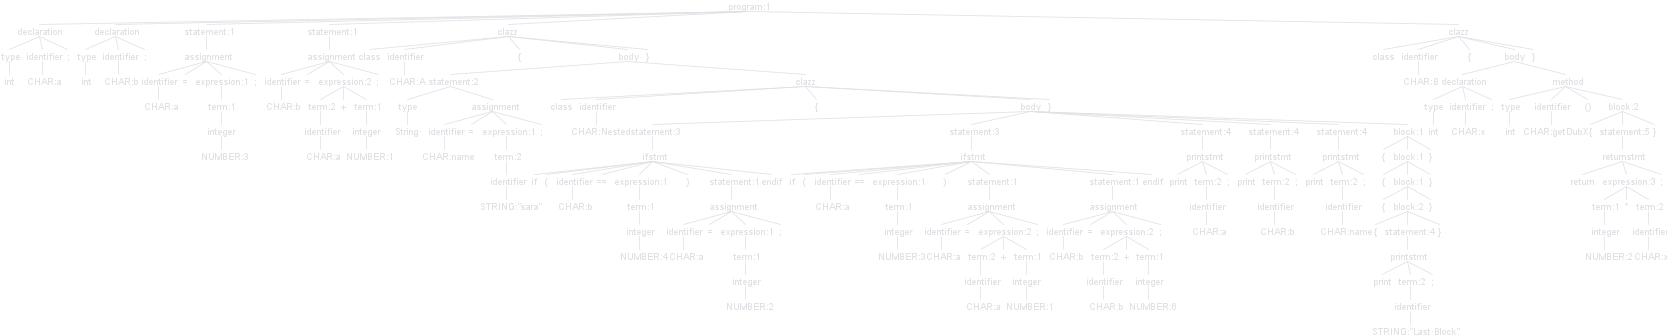 program:1
declaration declaration statement:1 statement:1 clazz clazz
type identifier ; type identifier ; assignment assignment class identifier { body } class identifier { body }
int CHAR:a int CHAR:b identifier = expression:1 ; identifier = expression:2 ; CHAR:A statement:2 clazz CHAR:B declaration method
CHAR:a term:1 CHAR:b term:2 + term:1 type assignment class identifier { body } type identifier ; type identifier () block:2
integer identifier integer String identifier = expression:1 ; CHAR:Nested statement:3 statement:3 statement:4 statement:4 statement:4 block:1 int CHAR:x int CHAR:getDubX { statement:5 }
NUMBER:3 CHAR:a NUMBER:1 CHAR:name term:2 ifstmt ifstmt printstmt printstmt printstmt { block:1 } returnstmt
identifier if ( identifier == expression:1 ) statement:1 endif if ( identifier == expression:1 ) statement:1 statement:1 endif print term:2 ; print term:2 ; print term:2 ; { block:1 } return expression:3 ;
STRING:"sara" CHAR:b term:1 assignment CHAR:a term:1 assignment assignment identifier identifier identifier { block:2 } term:1 * term:2
integer identifier = expression:1 ; integer identifier = expression:2 ; identifier = expression:2 ; CHAR:a CHAR:b CHAR:name { statement:4 } integer identifier
NUMBER:4 CHAR:a term:1 NUMBER:3 CHAR:a term:2 + term:1 CHAR:b term:2 + term:1 printstmt NUMBER:2 CHAR:x
integer identifier integer identifier integer print term:2 ;
NUMBER:2 CHAR:a NUMBER:1 CHAR:b NUMBER:6 identifier
STRING:"Last Block"